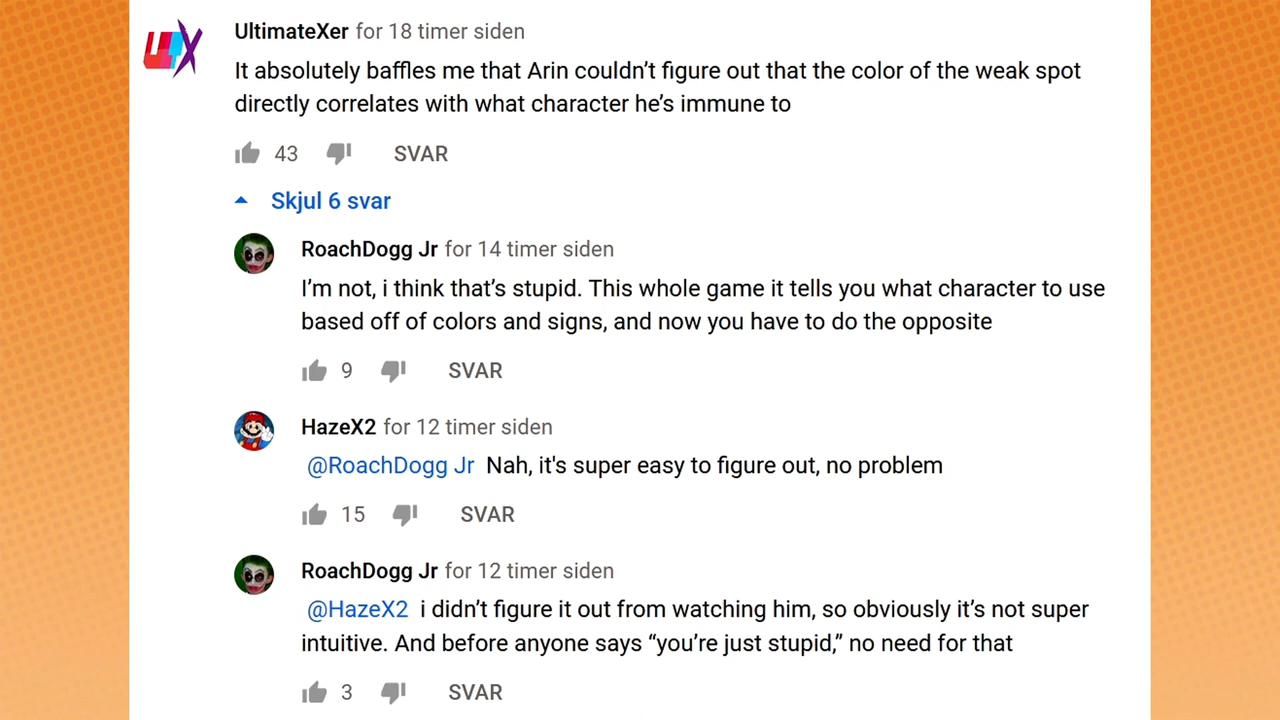 UltimateXer for 18 timer siden
It absolutely baffles me that Arin couldn’t figure out that the color of the weak spot
directly correlates with what character he’s immune to
43 SVAR
Skjul 6 svar
RoachDogg Jr for 14 timer siden
I’m not, i think that’s stupid. This whole game it tells you what character to use
based off of colors and signs, and now you have to do the opposite
9 SVAR
HazeX2 for 12 timer siden
@RoachDogg Jr Nah, it's super easy to figure out, no problem
15 SVAR
RoachDogg Jr for 12 timer siden
@HazeX2 i didn’t figure it out from watching him, so obviously it’s not super
intuitive. And before anyone says “you’re just stupid,” no need for that
3 SVAR